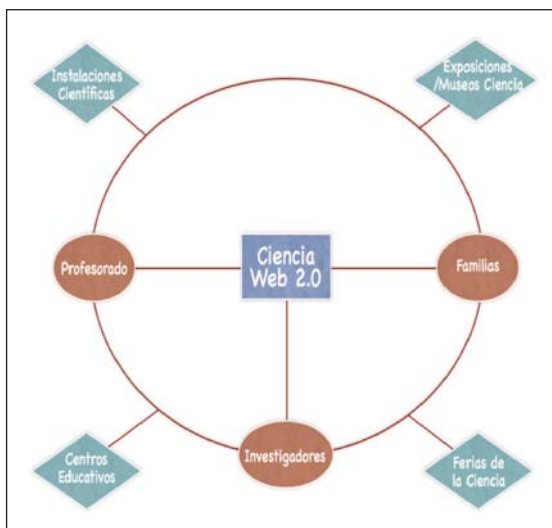 Instalaciones
Científicas
Exposiciones
/Museos Ciencia
Profesorado
Ciencia
Web 2.0
Familias
Centros
Educativos
Investigadores
Ferias de
la Ciencia